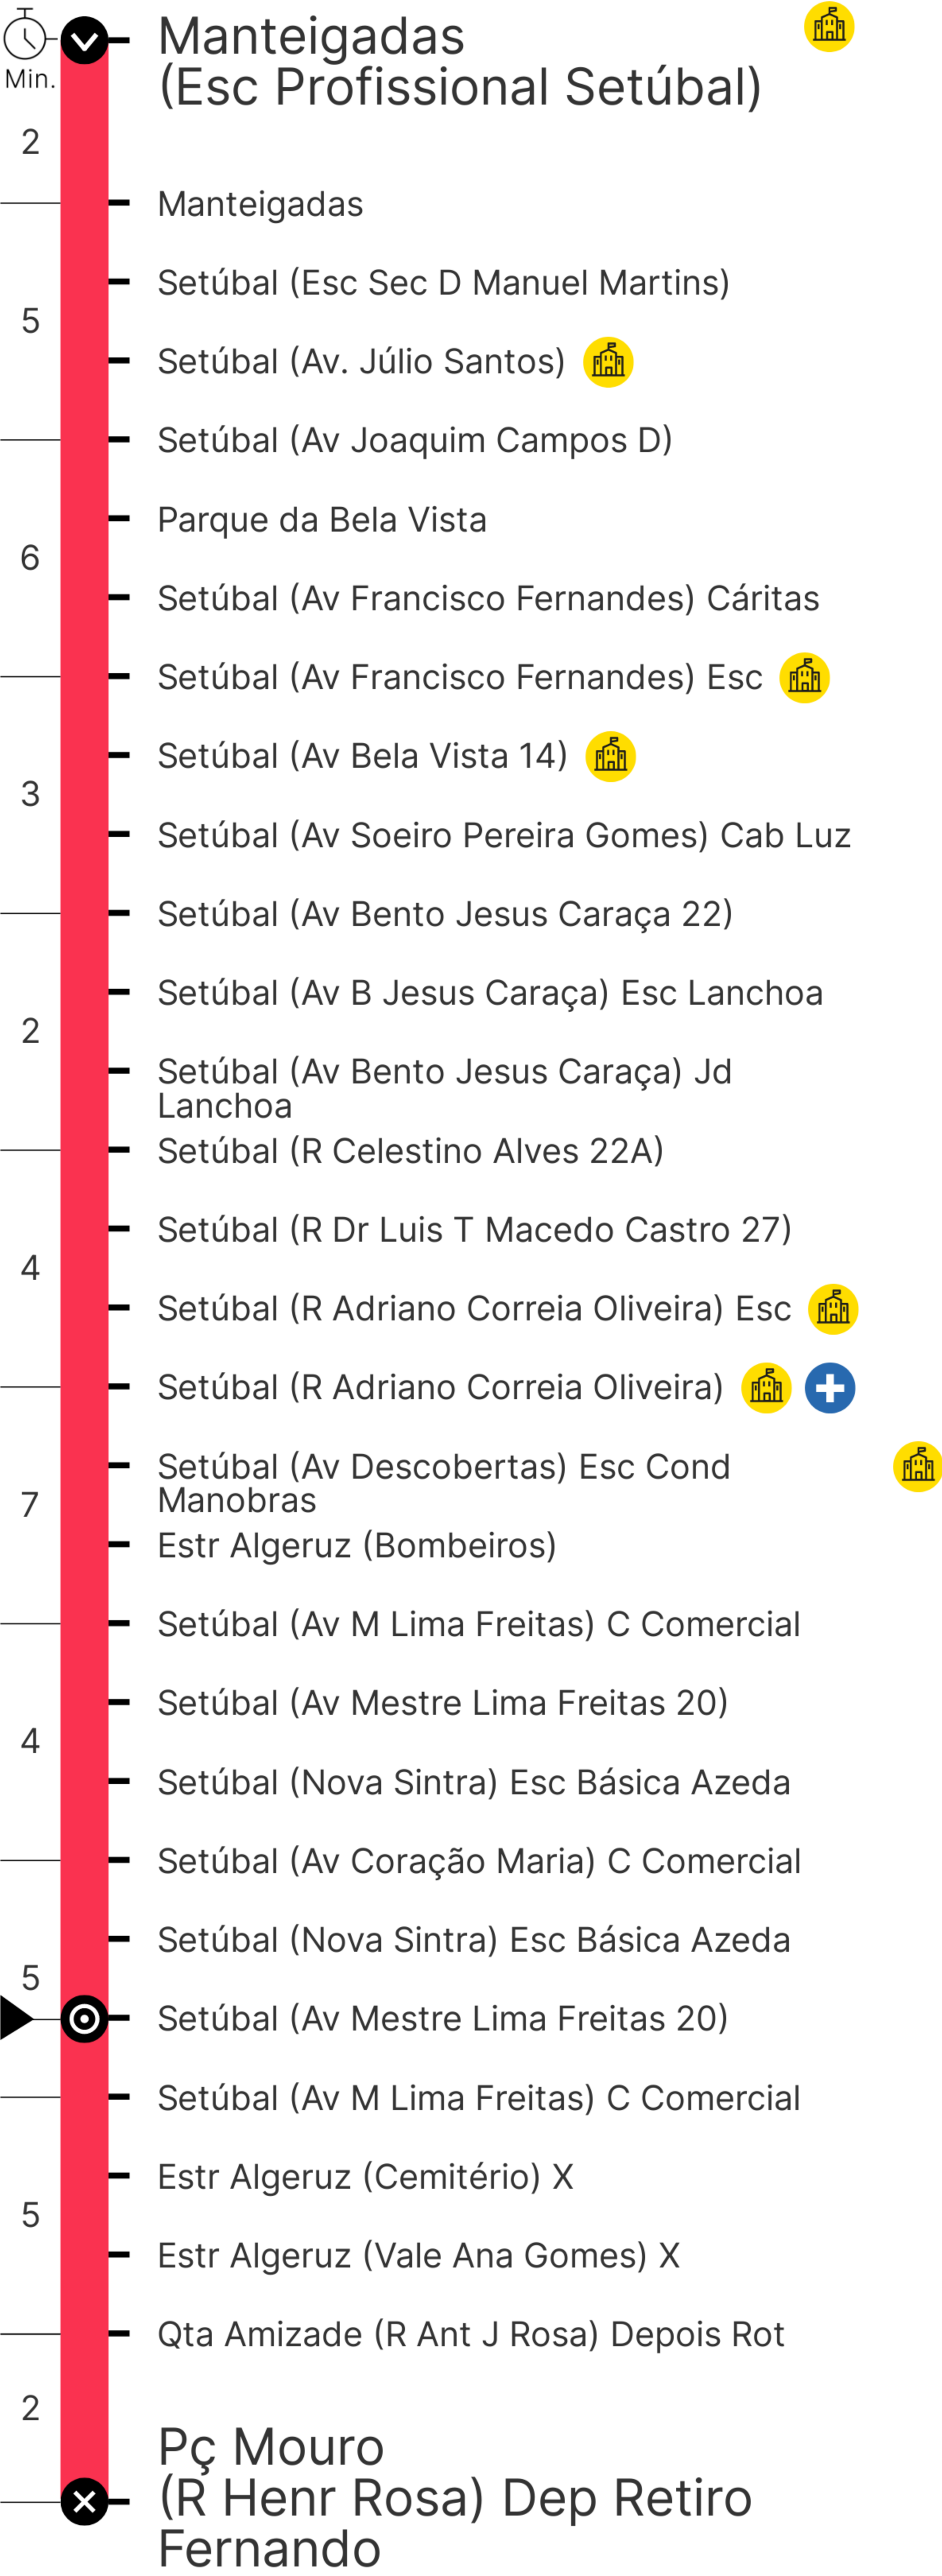 Manteigadas
(Esc Profissional Setúbal)
Min.
2
Manteigadas
Setúbal (Esc Sec D Manuel Martins)
5
Setúbal (Av. Júlio Santos)
Setúbal (Av Joaquim Campos D)
Parque da Bela Vista
6
Setúbal (Av Francisco Fernandes) Cáritas
Setúbal (Av Francisco Fernandes) Esc
Setúbal (Av Bela Vista 14)
3
Setúbal (Av Soeiro Pereira Gomes) Cab Luz
Setúbal (Av Bento Jesus Caraça 22)
Setúbal (Av B Jesus Caraça) Esc Lanchoa
2
Setúbal (Av Bento Jesus Caraça) Jd
Lanchoa
Setúbal (R Celestino Alves 22A)
Setúbal (R Dr Luis T Macedo Castro 27)
4
Setúbal (R Adriano Correia Oliveira) Esc
Setúbal (R Adriano Correia Oliveira)
Setúbal (Av Descobertas) Esc Cond
Manobras
7
Estr Algeruz (Bombeiros)
Setúbal (Av M Lima Freitas) C Comercial
Setúbal (Av Mestre Lima Freitas 20)
4
Setúbal (Nova Sintra) Esc Básica Azeda
Setúbal (Av Coração Maria) C Comercial
Setúbal (Nova Sintra) Esc Básica Azeda
5
Setúbal (Av Mestre Lima Freitas 20)
Setúbal (Av M Lima Freitas) C Comercial
Estr Algeruz (Cemitério) X
5
Estr Algeruz (Vale Ana Gomes) X
Qta Amizade (R Ant J Rosa) Depois Rot
2
Pç Mouro
(R Henr Rosa) Dep Retiro
Fernando